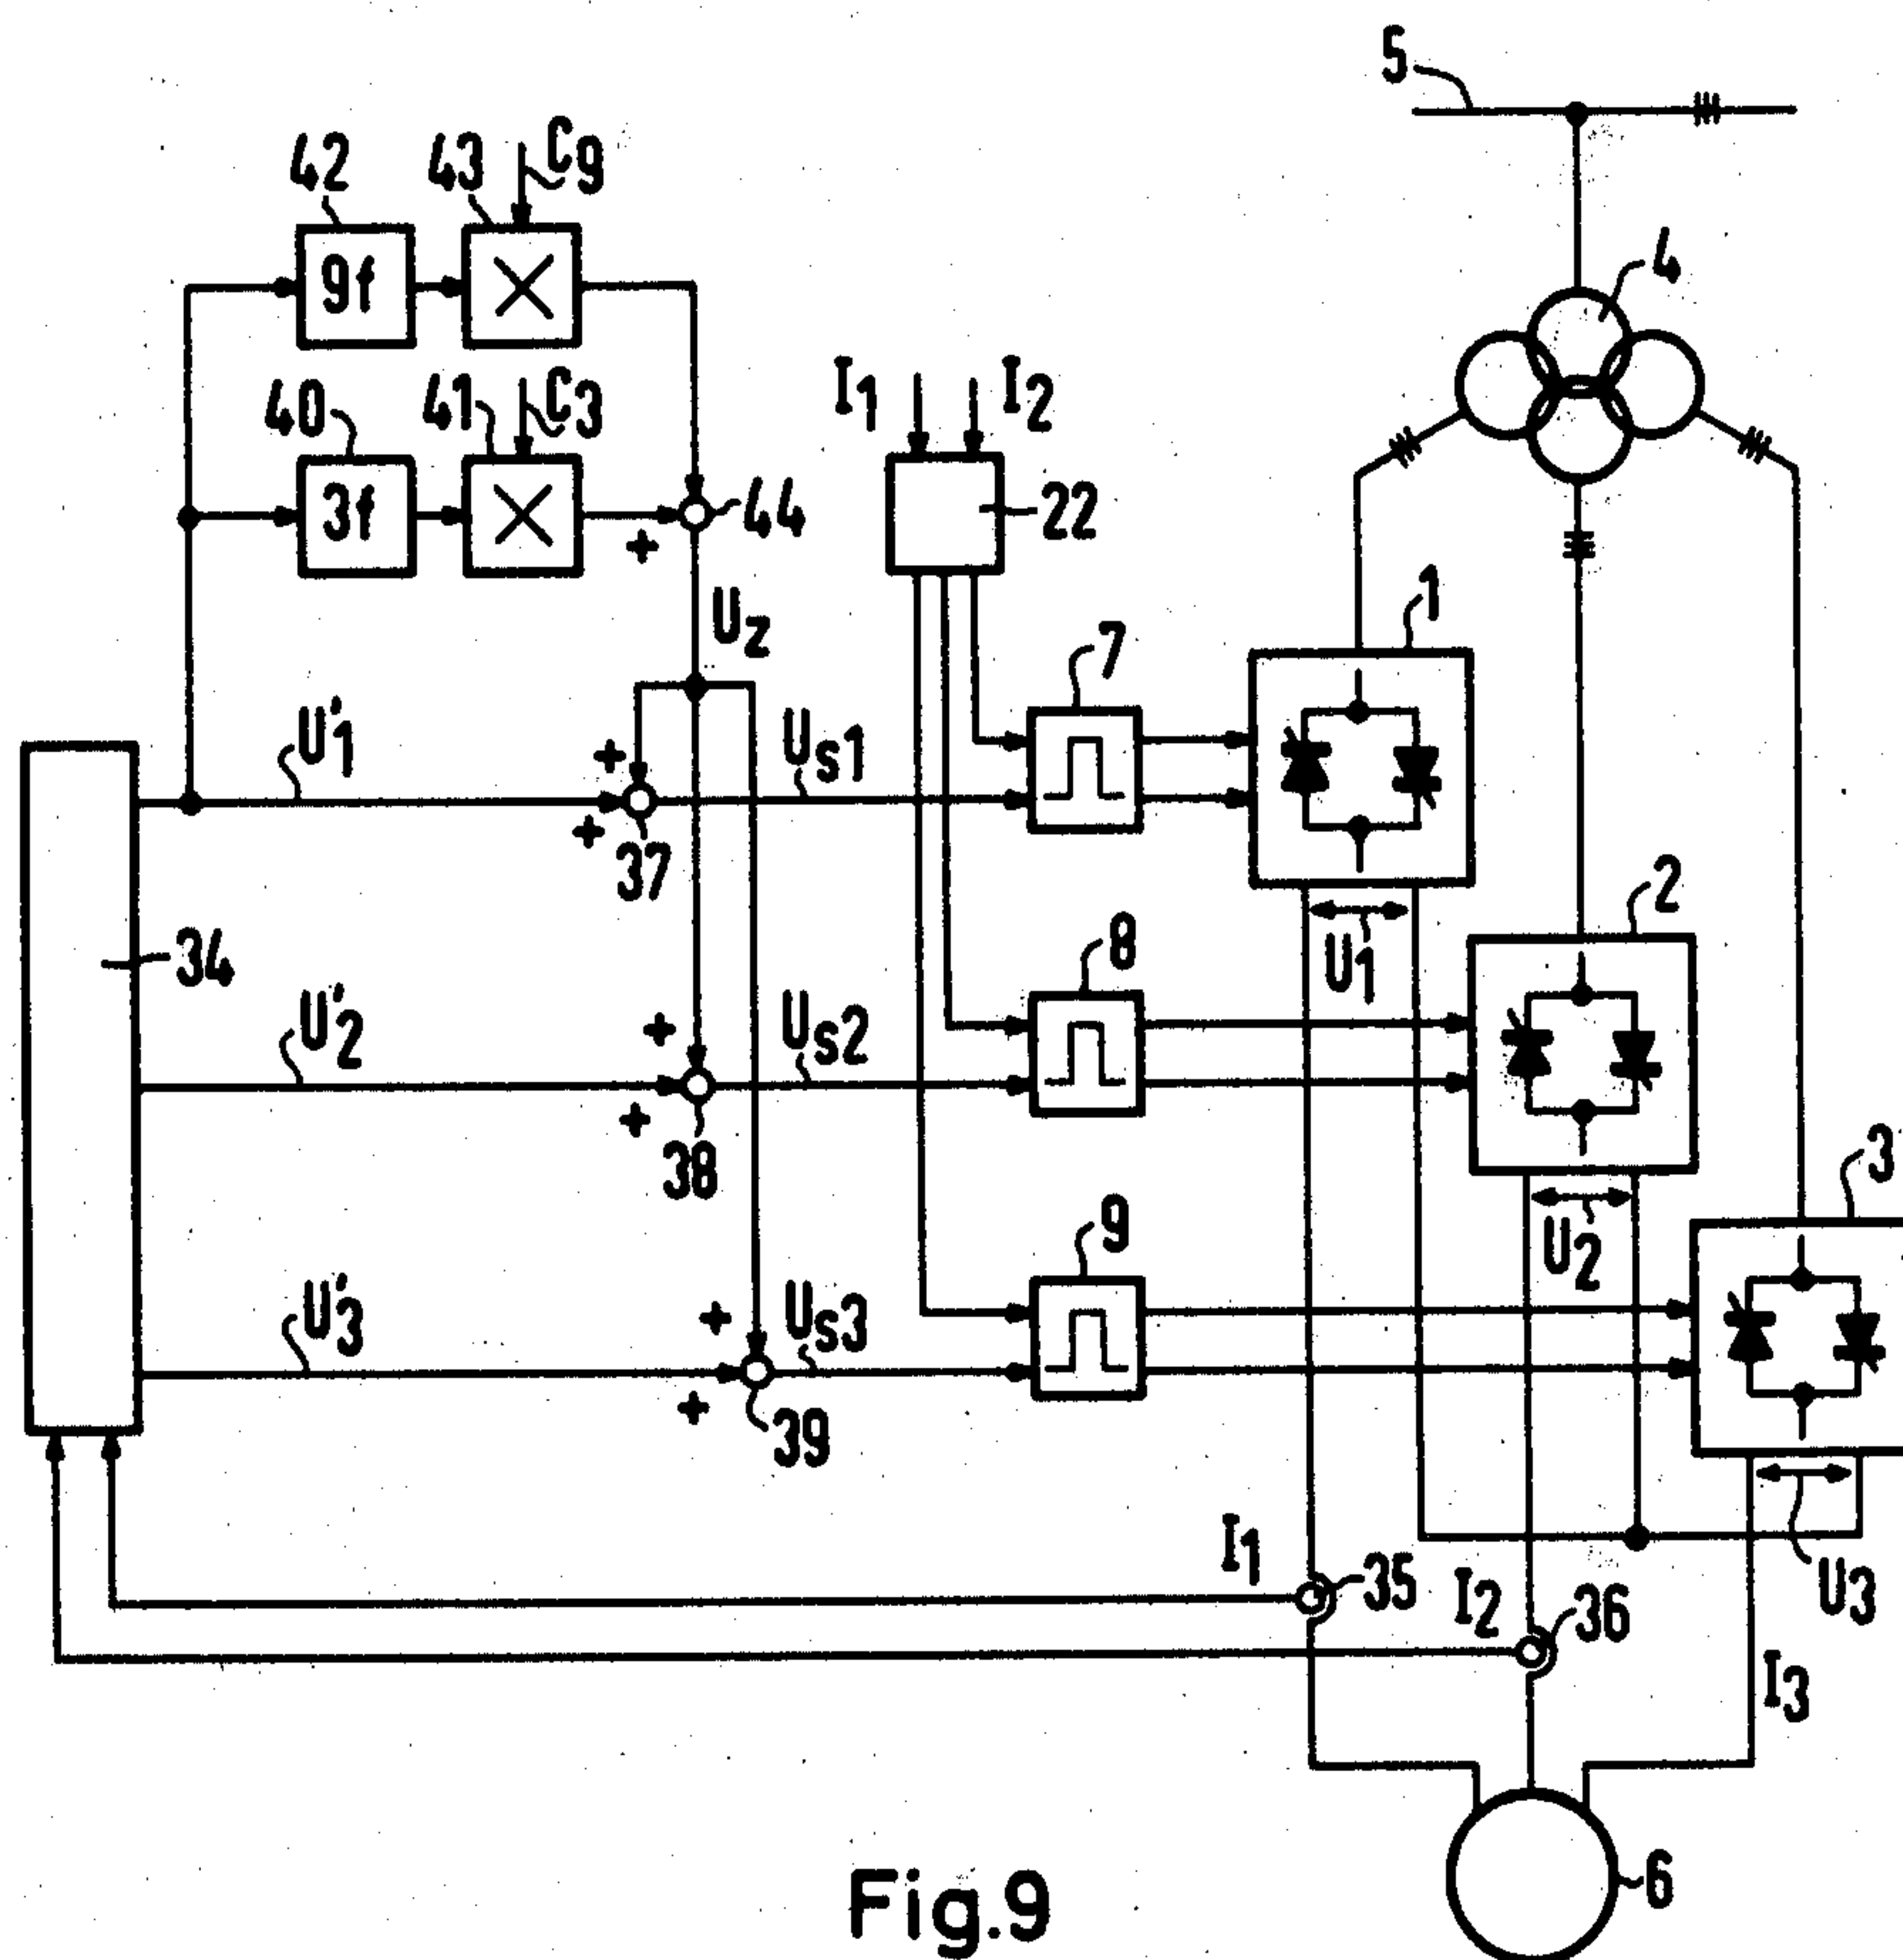 5
42
43
C9
9f
4
40
41
C3
I1
I2
3f
44
+
22
Uz
1
7
U'1
+
Us1
+
37
2
8
U1
34
U'2
+
Us2
+
38
3
9
U2
U'3
+
Us3
+
39
I1
35
I2
36
U3
I3
6
Fig.9